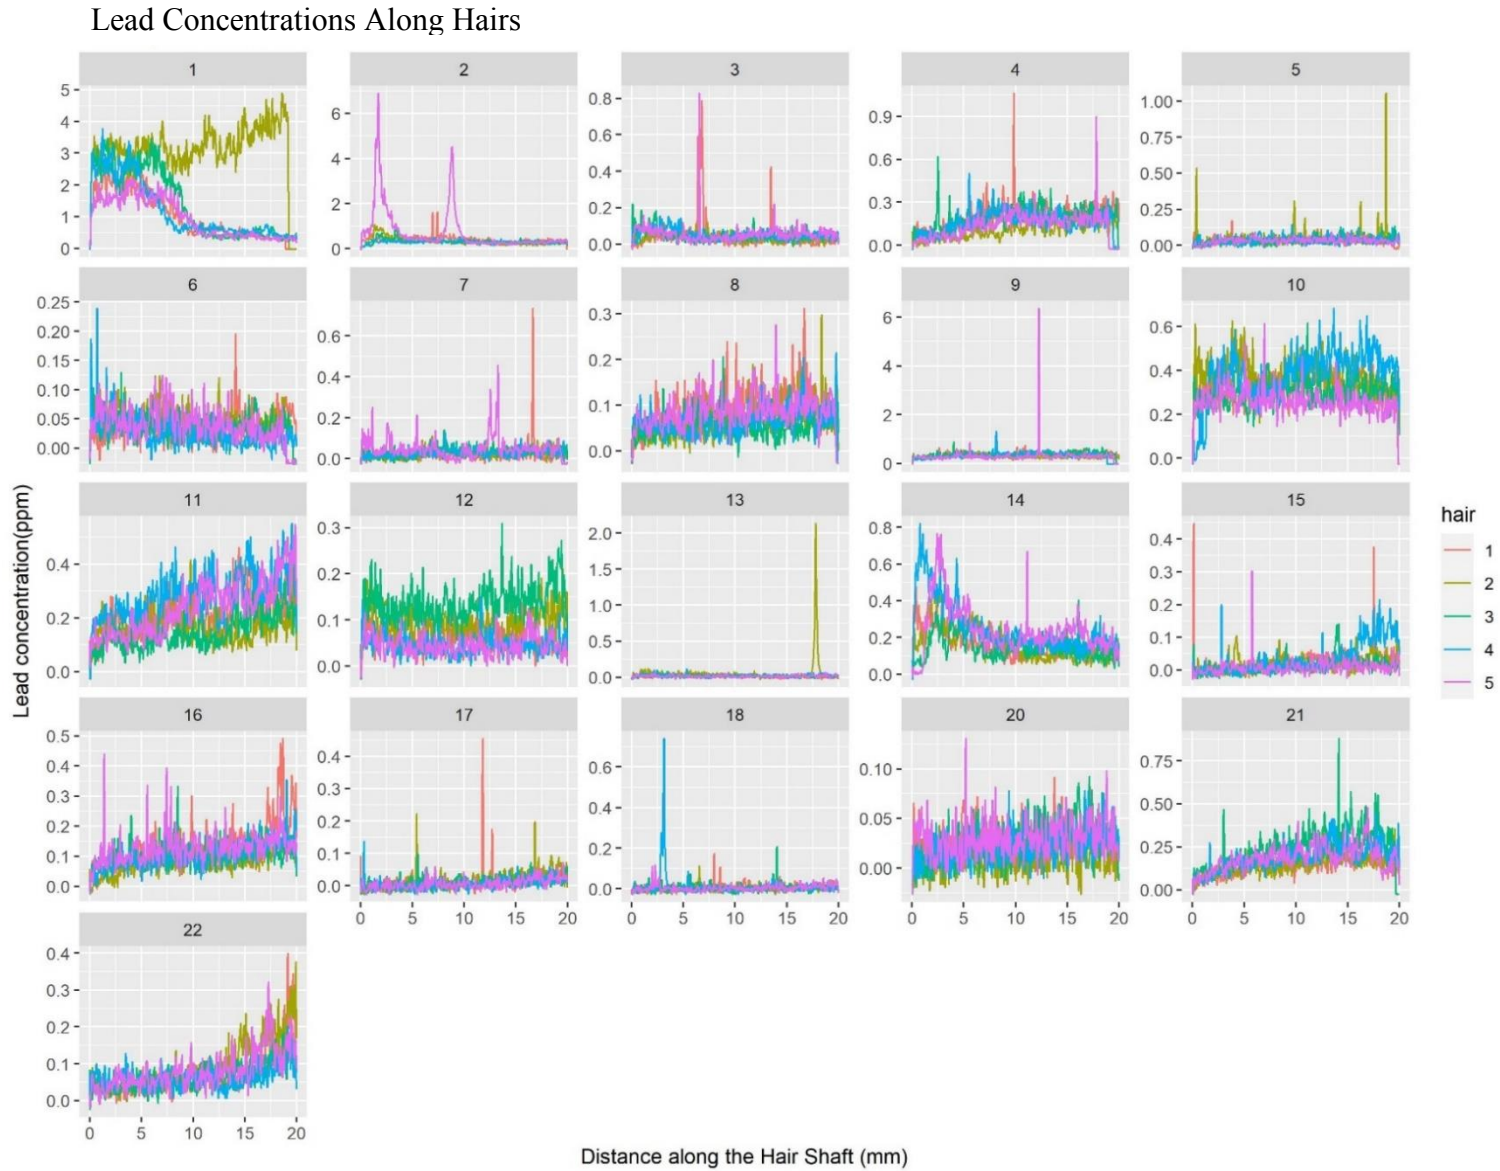 Lead Concentrations Along Hairs
1 2 3 4 5
5 4 3 2 1 0
6 4 2 0
0.8 0.6 0.4 0.2 0.0
0.9 0.6 0.3 0.0
1.00 0.75 0.50 0.25 0.00
6 7 8 9 10
0.25 0.20 0.15 0.10 0.05 0.00
0.6 0.4 0.2 0.0
0.3 0.2 0.1 0.0
6 4 2 0
0.6 0.4 0.2 0.0
11 12 13 14 15
0.4 0.2 0.0
0.3 0.2 0.1 0.0
2.0 1.5 1.0 0.5 0.0
0.8 0.6 0.4 0.2 0.0
0.4 0.3 0.2 0.1 0.0
16 17 18 20 21
0.5 0.4 0.3 0.2 0.1 0.0
0.4 0.3 0.2 0.1 0.0
0.6 0.4 0.2 0.0
0.10 0.05 0.00
0.75 0.50 0.25 0.00
0 5 10 15 20
0 5 10 15 20
0 5 10 15 20
0 5 10 15 20
22
0.4 0.3 0.2 0.1 0.0
0 5 10 15 20
Lead concentration(ppm)
Distance along the Hair Shaft (mm)
hair
1
2
3
4
5